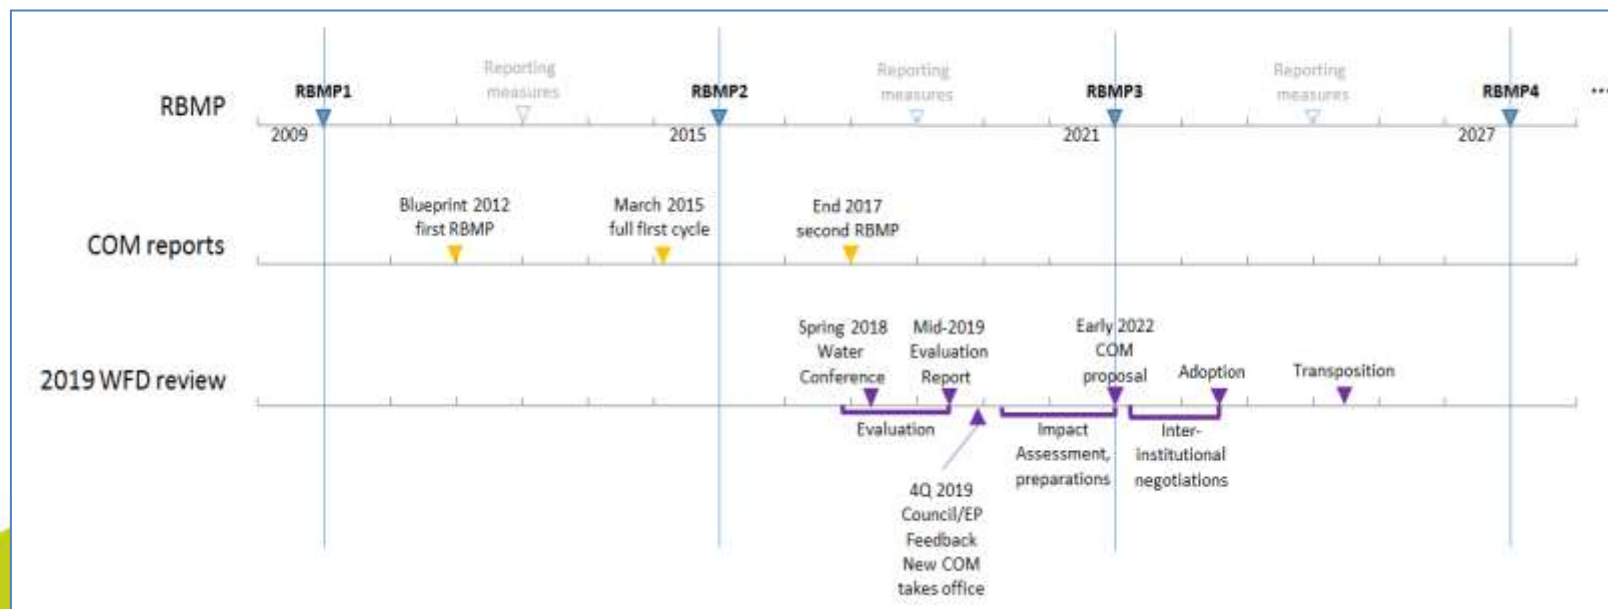 RBMP
RBMP1
Reporting
measures
RBMP2
Reporting
measures
RBMP3
Reporting
measures
RBMP4
...
2009
2015
2021
2027
COM reports
Blueprint 2012
first RBMP
March 2015
full first cycle
End 2017
second RBMP
2019 WFD review
Spring 2018
Water
Conference
Mid-2019
Evaluation
Report
Early 2022
COM
proposal
Adoption
Transposition
Evaluation
4Q 2019
Council/EP
Feedback
New COM
takes office
Impact
Assessment,
preparations
Inter-
institutional
negotiations